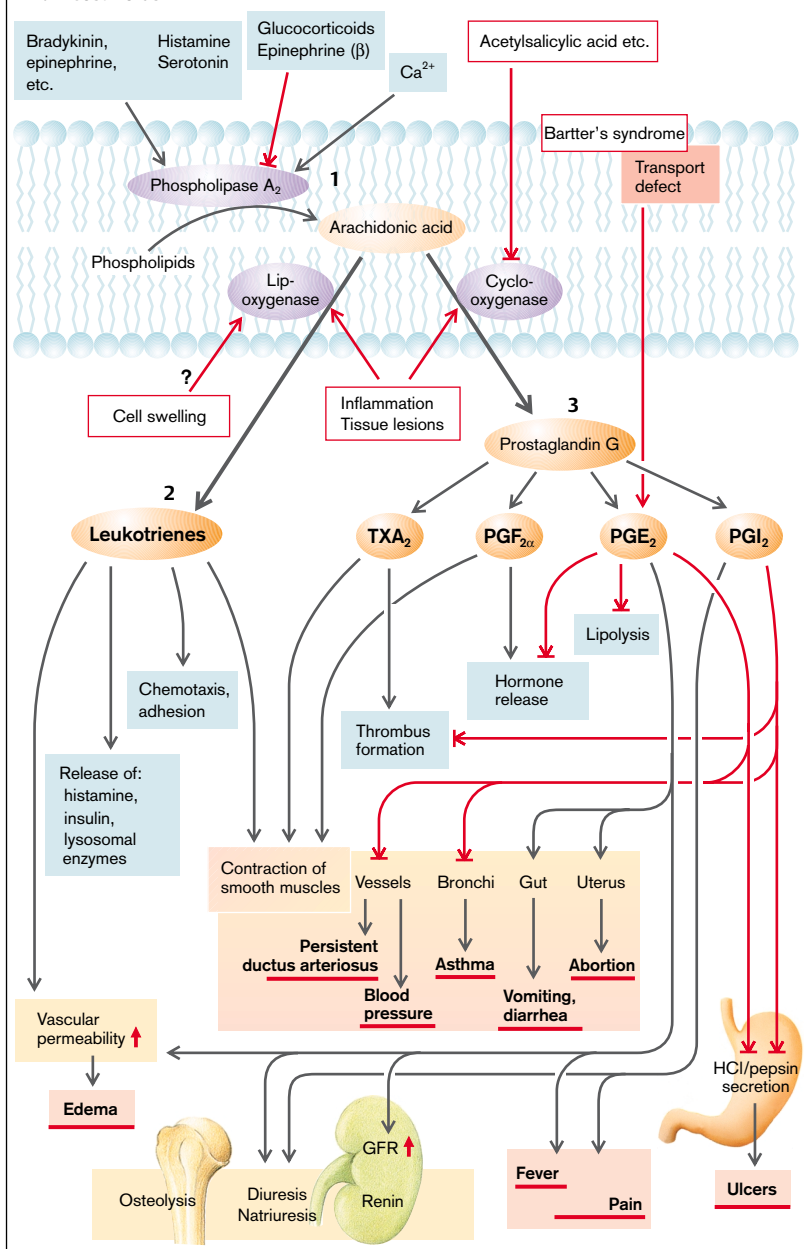 Bradykinin,
epinephrine,
etc.
Histamine
Serotonin
Glucocorticoids
Epinephrine (β)
Ca²⁺
Acetylsalicylic acid etc.
Bartter's syndrome
Transport
defect
Phospholipase A₂
1
Arachidonic acid
Phospholipids
Lip-
oxygenase
Cyclo-
oxygenase
?
Cell swelling
Inflammation
Tissue lesions
3
Prostaglandin G
2
Leukotrienes
TXA₂
PGF₂α
PGE₂
PGI₂
Lipolysis
Chemotaxis,
adhesion
Hormone
release
Thrombus
formation
Release of:
histamine,
insulin,
lysosomal
enzymes
Contraction of
smooth muscles
Vessels
Bronchi
Gut
Uterus
Persistent
ductus arteriosus
Asthma
Abortion
Blood
pressure
Vomiting,
diarrhea
Vascular
permeability
Edema
HCl/pepsin
secretion
GFR
Osteolysis
Diuresis
Natriuresis
Renin
Fever
Pain
Ulcers